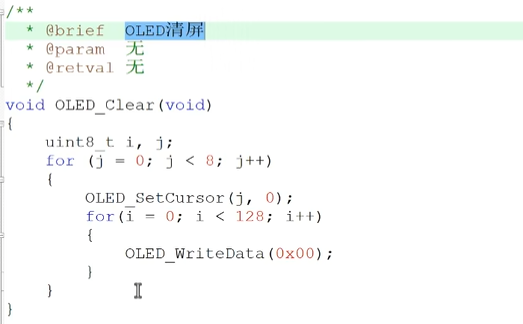 /**
  * @brief  OLED清屏
  * @param  无
  * @retval 无
  */
void OLED_Clear(void)
{
    uint8_t i, j;
    for (j = 0; j < 8; j++)
    {
        OLED_SetCursor(j, 0);
        for(i = 0; i < 128; i++)
        {
            OLED_WriteData(0x00);
        }
    }
}